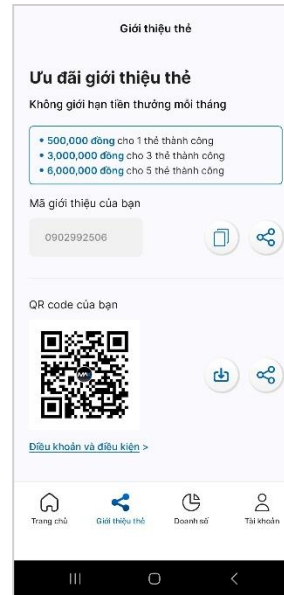 Giới thiệu thẻ
Ưu đãi giới thiệu thẻ
Không giới hạn tiền thưởng mỗi tháng
• 500,000 đồng cho 1 thẻ thành công
• 3,000,000 đồng cho 3 thẻ thành công
• 6,000,000 đồng cho 5 thẻ thành công
Mã giới thiệu của bạn
0902992506
QR code của bạn
Điều khoản và điều kiện >
Trang chủ Giới thiệu thẻ Doanh số Tài khoản